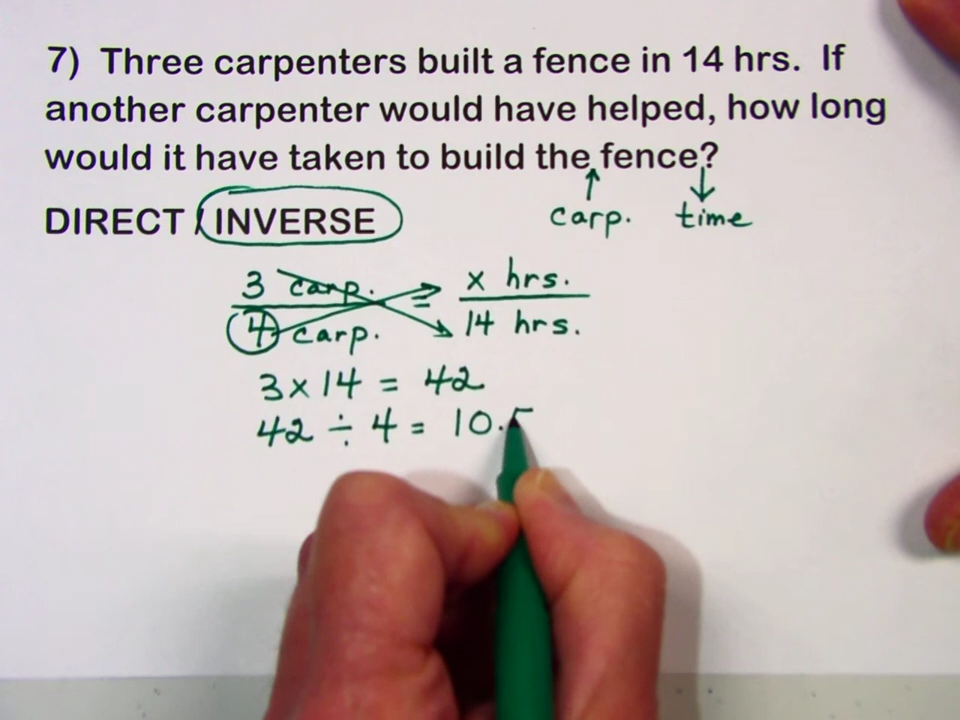 7) Three carpenters built a fence in 14 hrs. If
another carpenter would have helped, how long
would it have taken to build the fence?
DIRECT / INVERSE
carp. time
3 carp. = x hrs.
4 carp. 14 hrs.
3 x 14 = 42
42 ÷ 4 = 10.5